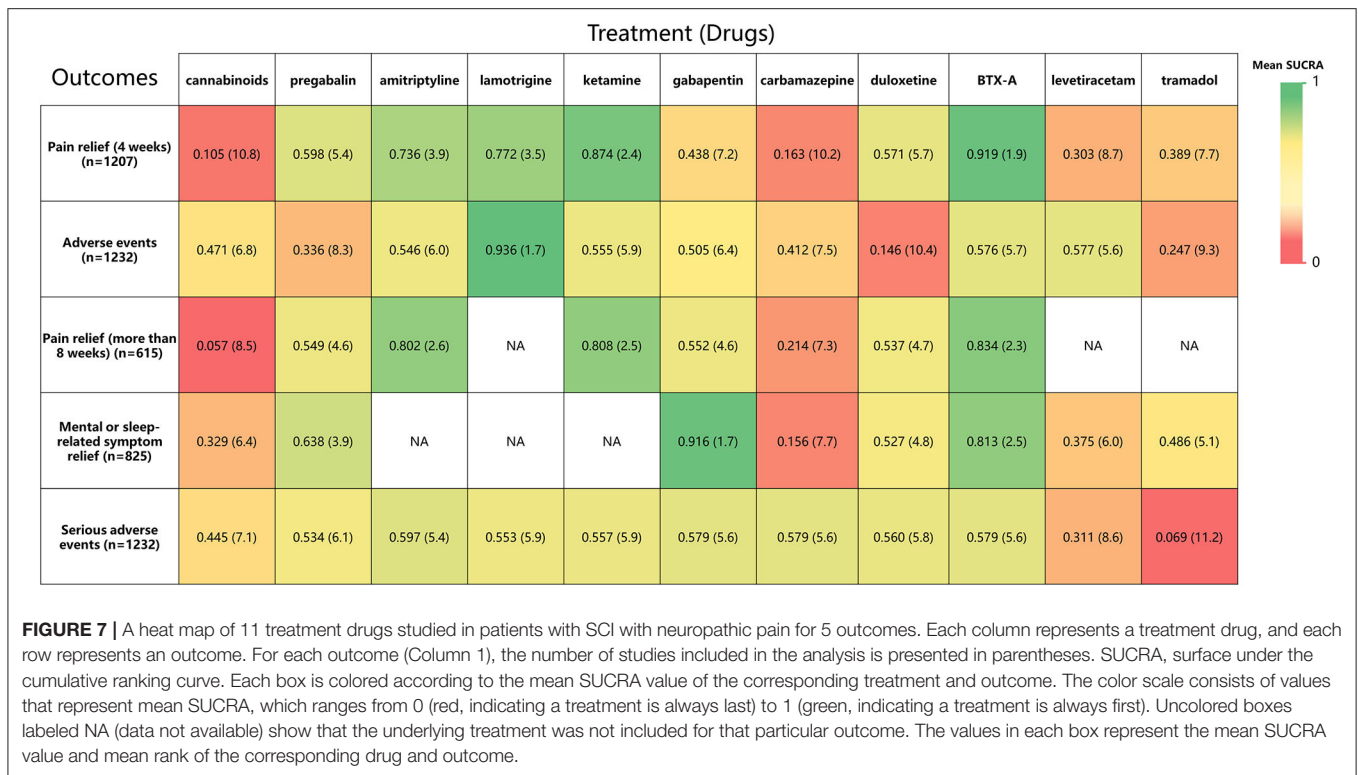 Treatment (Drugs)
Outcomes cannabinoids pregabalin amitriptyline lamotrigine ketamine gabapentin carbamazepine duloxetine BTX-A levetiracetam tramadol
Mean SUCRA
1
0
Pain relief (4 weeks)
(n=1207)
0.105 (10.8) 0.598 (5.4) 0.736 (3.9) 0.772 (3.5) 0.874 (2.4) 0.438 (7.2) 0.163 (10.2) 0.571 (5.7) 0.919 (1.9) 0.303 (8.7) 0.389 (7.7)
Adverse events
(n=1232)
0.471 (6.8) 0.336 (8.3) 0.546 (6.0) 0.936 (1.7) 0.555 (5.9) 0.505 (6.4) 0.412 (7.5) 0.146 (10.4) 0.576 (5.7) 0.577 (5.6) 0.247 (9.3)
Pain relief (more than
8 weeks) (n=615)
0.057 (8.5) 0.549 (4.6) 0.802 (2.6) NA 0.808 (2.5) 0.552 (4.6) 0.214 (7.3) 0.537 (4.7) 0.834 (2.3) NA NA
Mental or sleep-
related symptom
relief (n=825)
0.329 (6.4) 0.638 (3.9) NA NA NA 0.916 (1.7) 0.156 (7.7) 0.527 (4.8) 0.813 (2.5) 0.375 (6.0) 0.486 (5.1)
Serious adverse
events (n=1232)
0.445 (7.1) 0.534 (6.1) 0.597 (5.4) 0.553 (5.9) 0.557 (5.9) 0.579 (5.6) 0.579 (5.6) 0.560 (5.8) 0.579 (5.6) 0.311 (8.6) 0.069 (11.2)
FIGURE 7 | A heat map of 11 treatment drugs studied in patients with SCI with neuropathic pain for 5 outcomes. Each column represents a treatment drug, and each
row represents an outcome. For each outcome (Column 1), the number of studies included in the analysis is presented in parentheses. SUCRA, surface under the
cumulative ranking curve. Each box is colored according to the mean SUCRA value of the corresponding treatment and outcome. The color scale consists of values
that represent mean SUCRA, which ranges from 0 (red, indicating a treatment is always last) to 1 (green, indicating a treatment is always first). Uncolored boxes
labeled NA (data not available) show that the underlying treatment was not included for that particular outcome. The values in each box represent the mean SUCRA
value and mean rank of the corresponding drug and outcome.